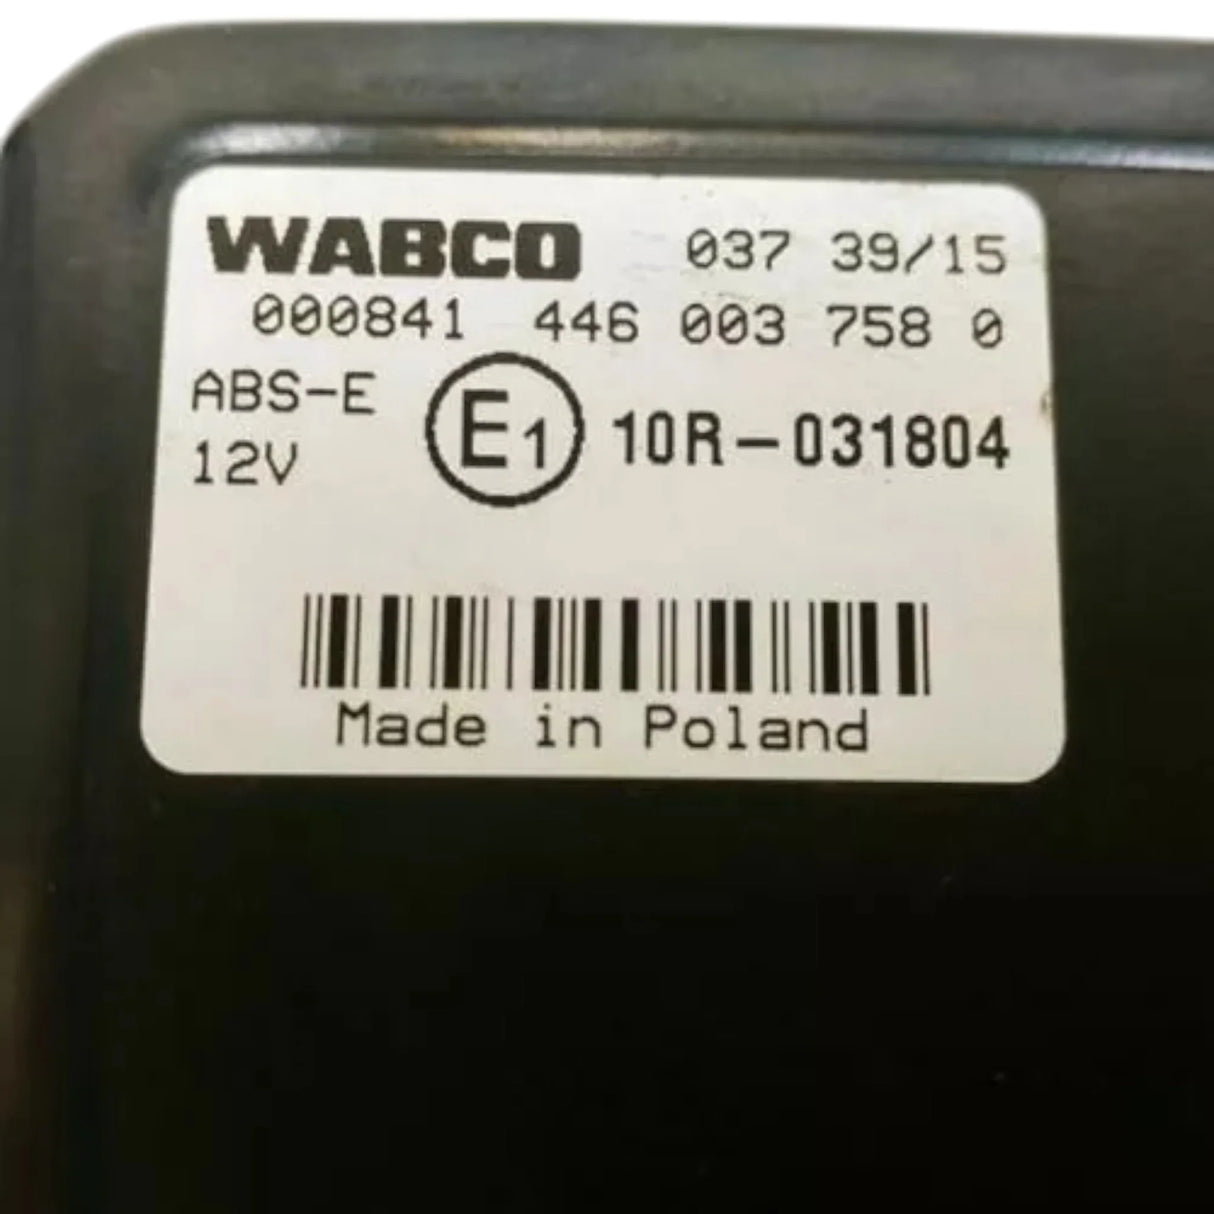 WABCO 037 39/15
000841 446 003 758 0
ABS-E
12V
E1 10R-031804
Made in Poland